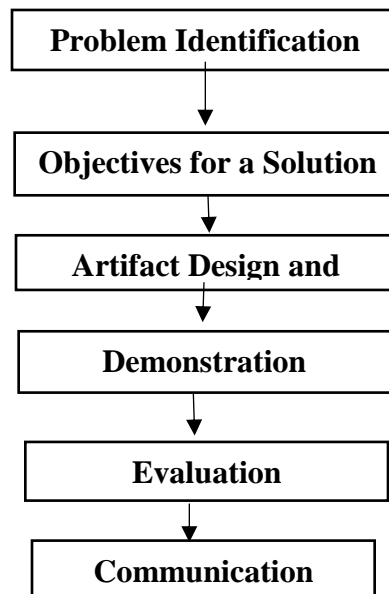 Problem Identification
Objectives for a Solution
Artifact Design and
Demonstration
Evaluation
Communication